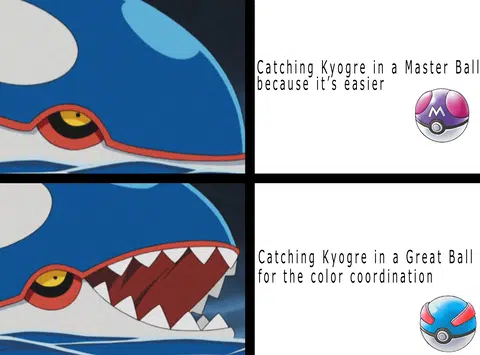 Catching Kyogre in a Master Ball
because it's easier
M
Catching Kyogre in a Great Ball
for the color coordination